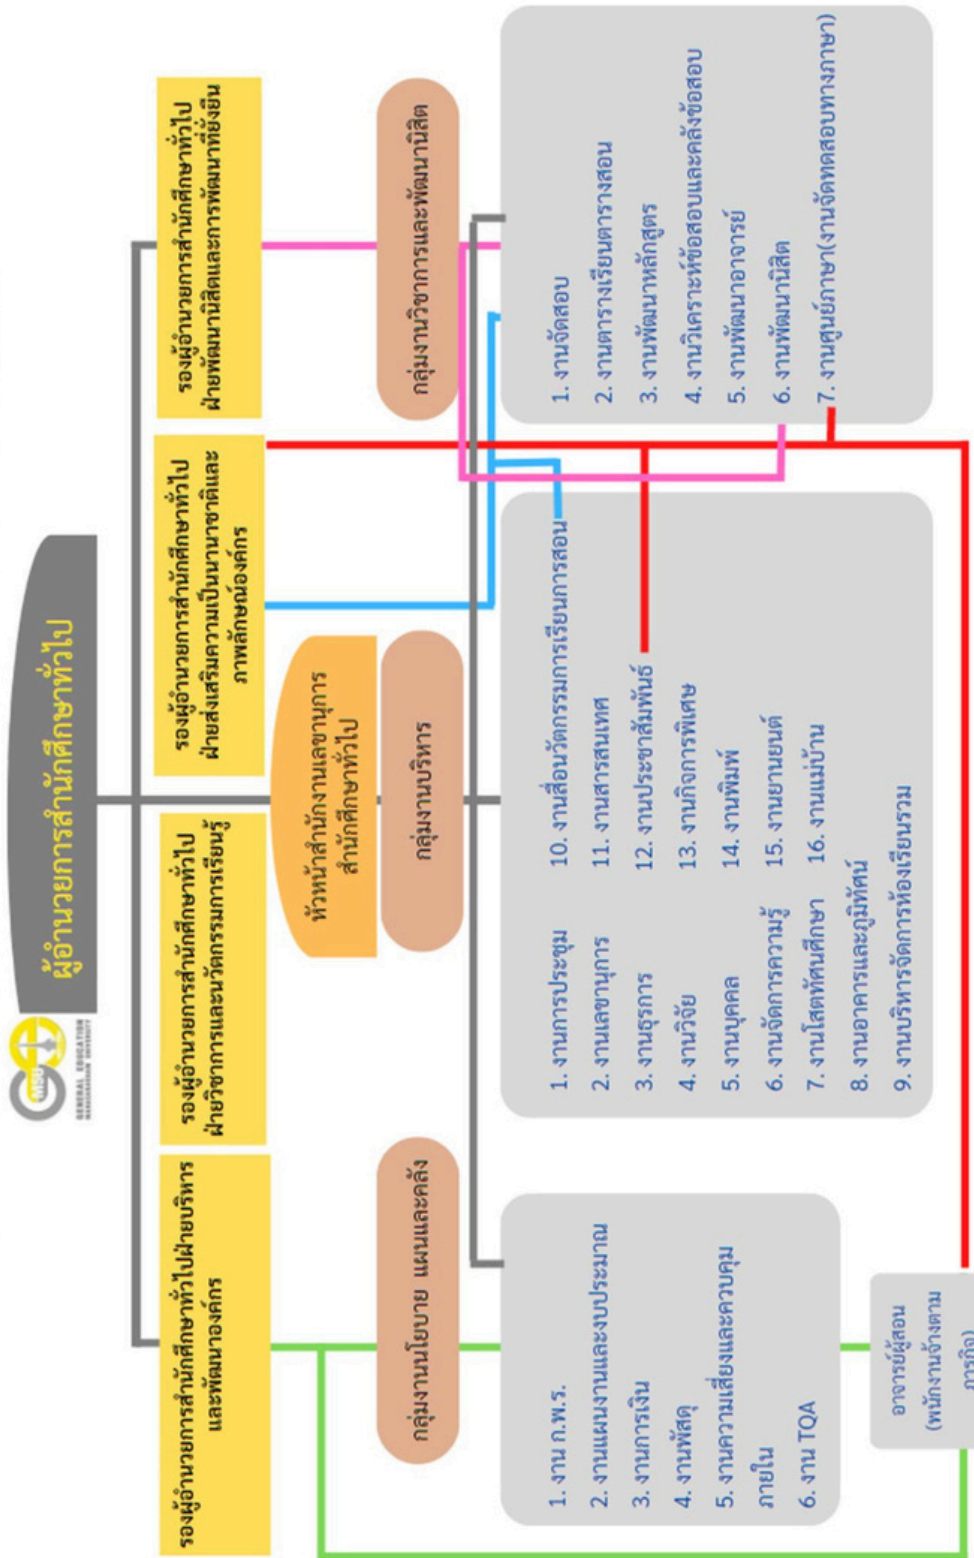 GENERAL EDUCATION
MAHASARAKHAM UNIVERSITY
ผู้อำนวยการสำนักศึกษาทั่วไป
รองผู้อำนวยการสำนักศึกษาทั่วไปฝ่ายบริหาร
และพัฒนาองค์กร
รองผู้อำนวยการสำนักศึกษาทั่วไป
ฝ่ายวิชาการและนวัตกรรมการเรียนรู้
รองผู้อำนวยการสำนักศึกษาทั่วไป
ฝ่ายส่งเสริมความเป็นนานาชาติและ
ภาพลักษณ์องค์กร
รองผู้อำนวยการสำนักศึกษาทั่วไป
ฝ่ายพัฒนานิสิตและการพัฒนาที่ยั่งยืน
หัวหน้าสำนักงานเลขานุการ
สำนักศึกษาทั่วไป
กลุ่มงานนโยบาย แผนและคลัง
กลุ่มงานบริหาร
กลุ่มงานวิชาการและพัฒนานิสิต
1. งาน ก.พ.ร.
2. งานแผนงานและงบประมาณ
3. งานการเงิน
4. งานพัสดุ
5. งานความเสี่ยงและควบคุม
ภายใน
6. งาน TQA
1. งานการประชุม
2. งานเลขานุการ
3. งานธุรการ
4. งานวิจัย
5. งานบุคคล
6. งานจัดการความรู้
7. งานโสตทัศนศึกษา
8. งานอาคารและภูมิทัศน์
9. งานบริหารจัดการห้องเรียนรวม
10. งานสื่อนวัตกรรมการเรียนการสอน
11. งานสารสนเทศ
12. งานประชาสัมพันธ์
13. งานกิจการพิเศษ
14. งานพิมพ์
15. งานยานยนต์
16. งานแม่บ้าน
1. งานจัดสอบ
2. งานตารางเรียนตารางสอน
3. งานพัฒนาหลักสูตร
4. งานวิเคราะห์ข้อสอบและคลังข้อสอบ
5. งานพัฒนาอาจารย์
6. งานพัฒนานิสิต
7. งานศูนย์ภาษา(งานจัดทดสอบทางภาษา)
อาจารย์ผู้สอน
(พนักงานจ้างตาม
ภารกิจ)